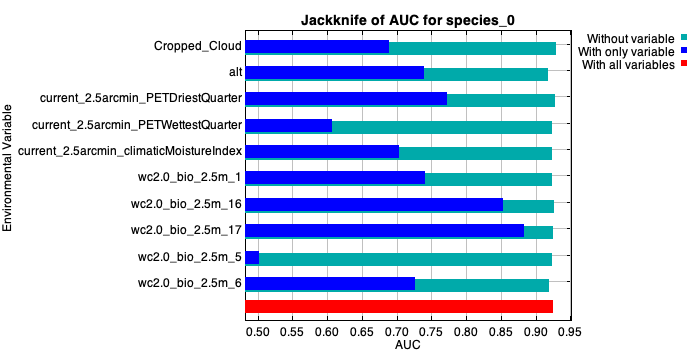 Jackknife of AUC for species_0
Without variable
With only variable
With all variables
Environmental Variable
Cropped_Cloud
alt
current_2.5arcmin_PETDriestQuarter
current_2.5arcmin_PETWettestQuarter
current_2.5arcmin_climaticMoistureIndex
wc2.0_bio_2.5m_1
wc2.0_bio_2.5m_16
wc2.0_bio_2.5m_17
wc2.0_bio_2.5m_5
wc2.0_bio_2.5m_6
0.50 0.55 0.60 0.65 0.70 0.75 0.80 0.85 0.90 0.95
AUC